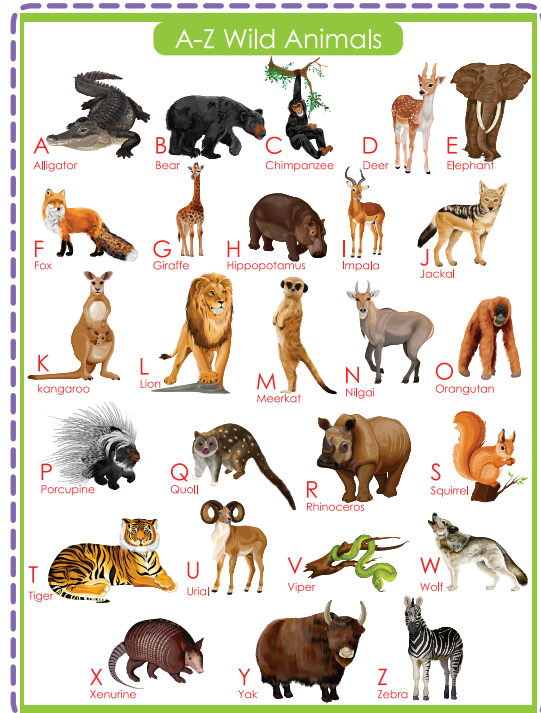 A-Z Wild Animals
A
Alligator
B
Bear
C
Chimpanzee
D
Deer
E
Elephant
F
Fox
G
Giraffe
H
Hippopotamus
I
Impala
J
Jackal
K
kangaroo
L
Lion
M
Meerkat
N
Nilgai
O
Orangutan
P
Porcupine
Q
Quoll
R
Rhinoceros
S
Squirrel
T
Tiger
U
Urial
V
Viper
W
Wolf
X
Xenurine
Y
Yak
Z
Zebra